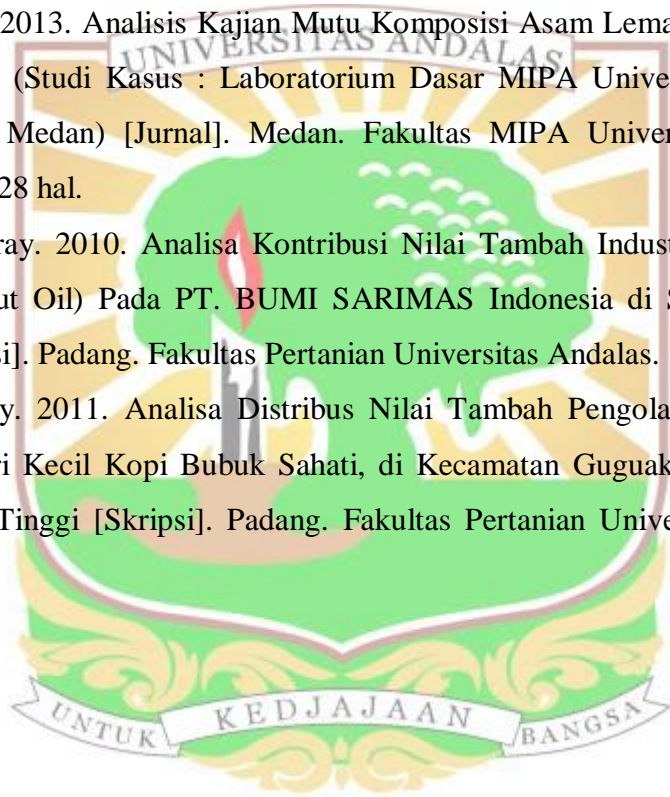 2013. Analisis Kajian Mutu Komposisi Asam Lema
UNIVERSITAS ANDALAS
(Studi Kasus : Laboratorium Dasar MIPA Unive
Medan) [Jurnal]. Medan. Fakultas MIPA Univer
28 hal.
ray. 2010. Analisa Kontribusi Nilai Tambah Indust
ut Oil) Pada PT. BUMI SARIMAS Indonesia di S
si]. Padang. Fakultas Pertanian Universitas Andalas.
y. 2011. Analisa Distribus Nilai Tambah Pengola
ri Kecil Kopi Bubuk Sahati, di Kecamatan Guguak
Tinggi [Skripsi]. Padang. Fakultas Pertanian Unive
UNTUK KEDJAJAAN BANGSA